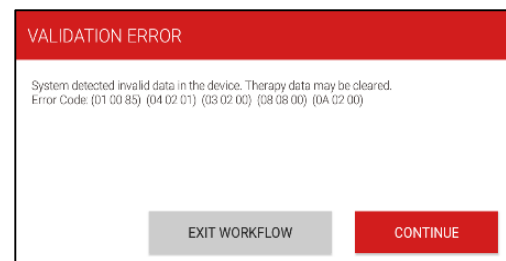 VALIDATION ERROR
System detected invalid data in the device. Therapy data may be cleared.
Error Code: (01 00 85) (04 02 01) (03 02 00) (08 08 00) (0A 02 00)
EXIT WORKFLOW
CONTINUE